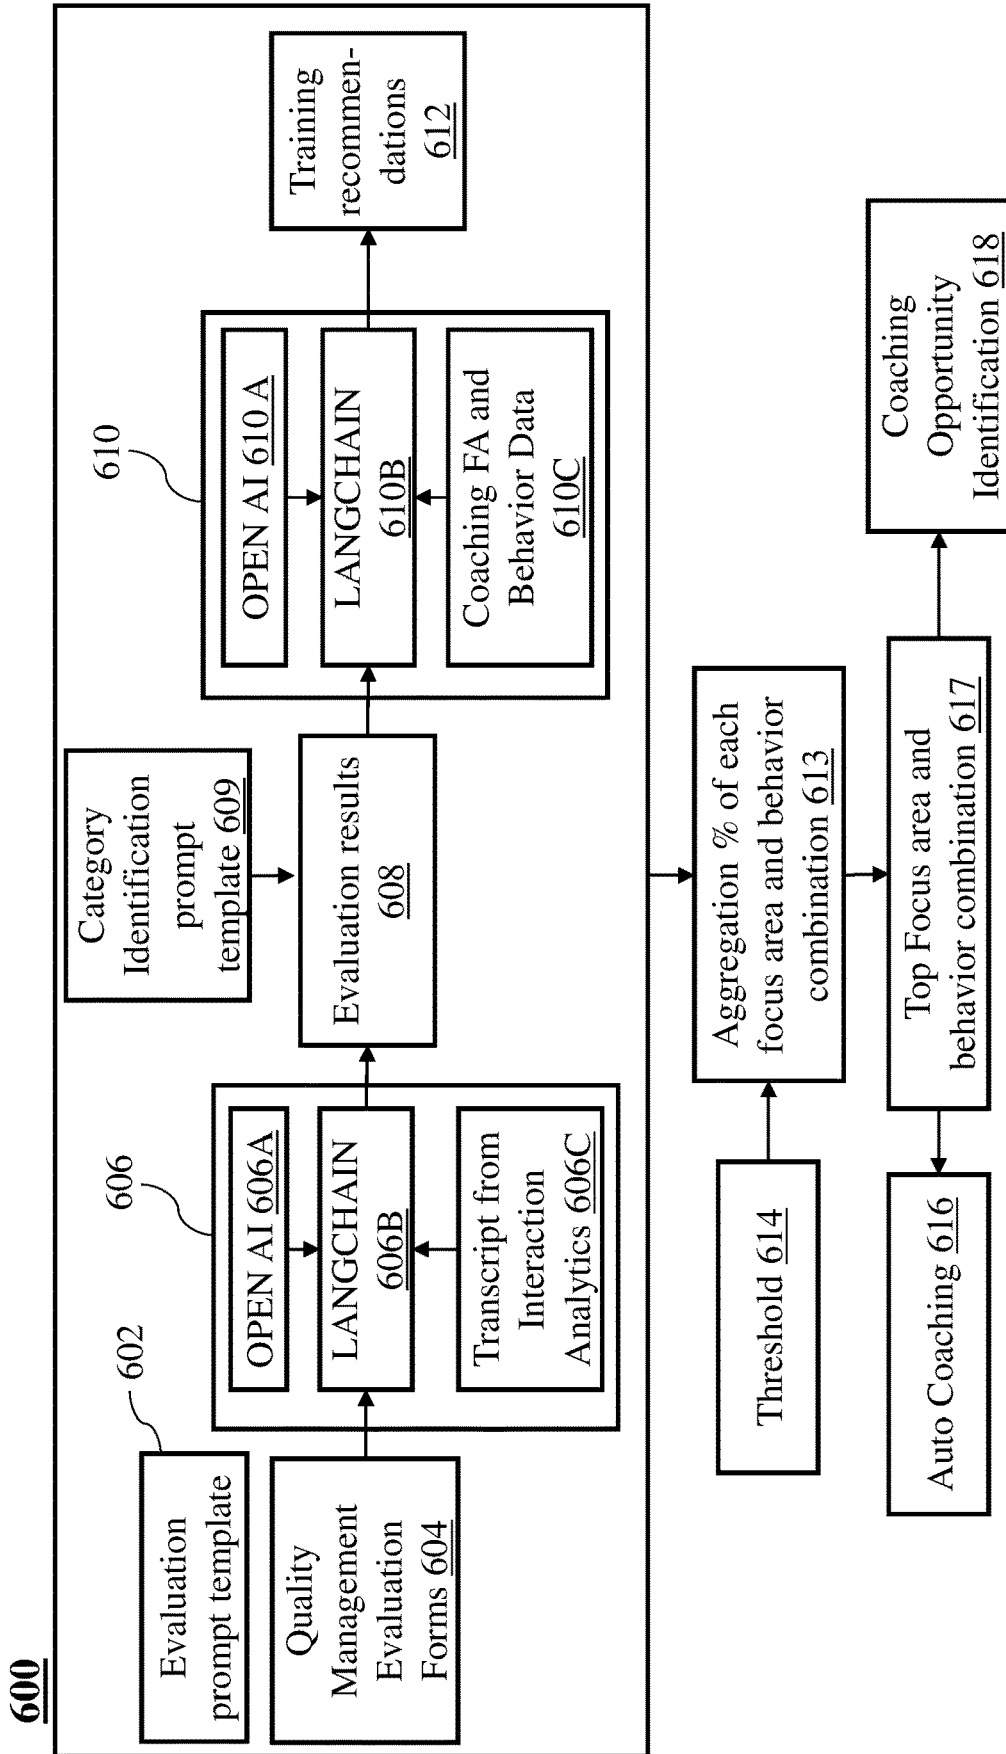 600
Evaluation
prompt template
602
Quality
Management
Evaluation
Forms 604
606
OPEN AI 606A
LANGCHAIN
606B
Transcript from
Interaction
Analytics 606C
Category
Identification
prompt
template 609
Evaluation results
608
610
OPEN AI 610 A
LANGCHAIN
610B
Coaching FA and
Behavior Data
610C
Training
recommen-
dations
612
Threshold 614
Aggregation % of each
focus area and behavior
combination 613
Auto Coaching 616
Top Focus area and
behavior combination 617
Coaching
Opportunity
Identification 618